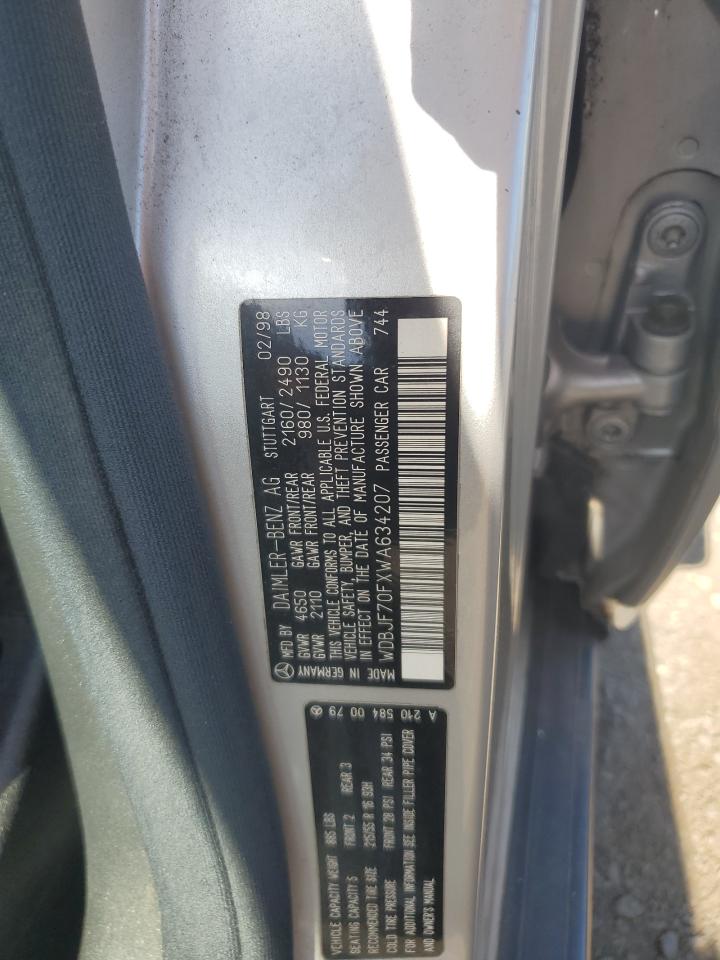 MFD BY DAIMLER-BENZ AG STUTTGART 02/98
GVWR 4650 GAWR FRONT/REAR 2160/2490 LBS
GVWR 2110 GAWR FRONT/REAR 980/1130 KG
THIS VEHICLE CONFORMS TO ALL APPLICABLE U.S. FEDERAL MOTOR
VEHICLE SAFETY, BUMPER, AND THEFT PREVENTION STANDARDS
IN EFFECT ON THE DATE OF MANUFACTURE SHOWN ABOVE
WDBJF70FXWA634207 PASSENGER CAR 744
MADE IN GERMANY
A 210 584 00 79
VEHICLE CAPACITY WEIGHT 885 LBS
SEATING CAPACITY 5 FRONT 2 REAR 3
RECOMMENDED TIRE SIZE 215/55 R 16 93H
COLD TIRE PRESSURE FRONT 28 PSI REAR 34 PSI
FOR ADDITIONAL INFORMATION SEE INSIDE FILLER PIPE COVER
AND OWNER'S MANUAL